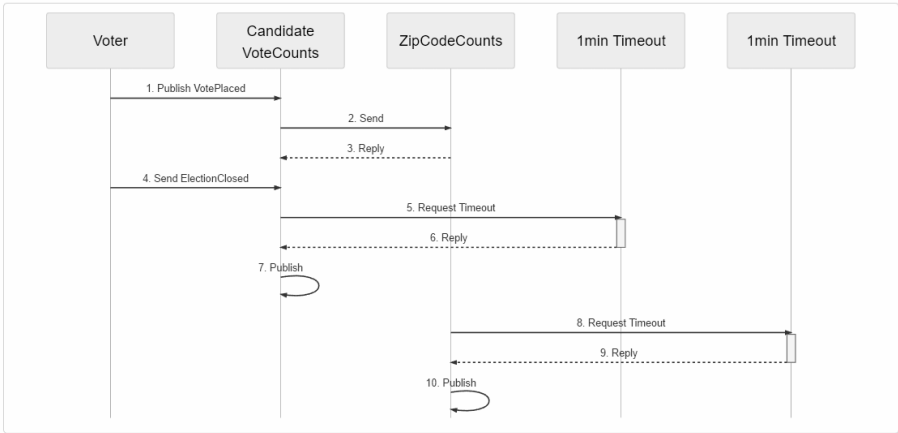 Voter
Candidate
VoteCounts
ZipCodeCounts
1min Timeout
1min Timeout
1. Publish VotePlaced
2. Send
3. Reply
4. Send ElectionClosed
5. Request Timeout
6. Reply
7. Publish
8. Request Timeout
9. Reply
10. Publish